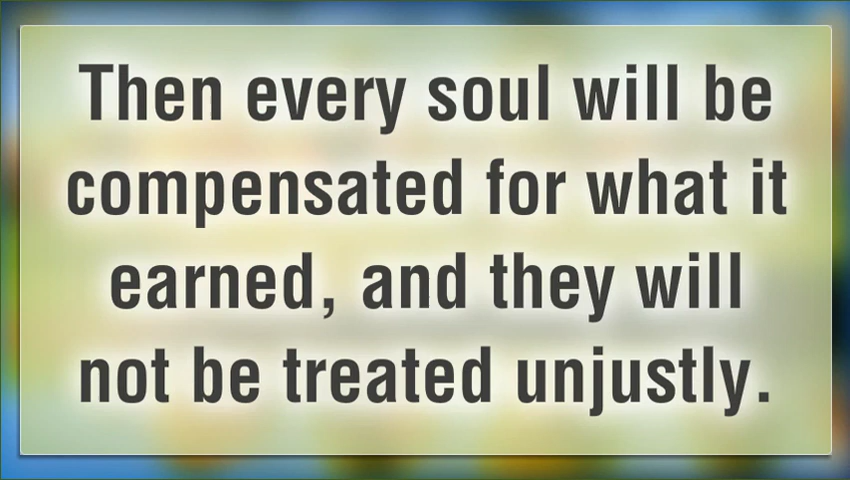 Then every soul will be
compensated for what it
earned, and they will
not be treated unjustly.